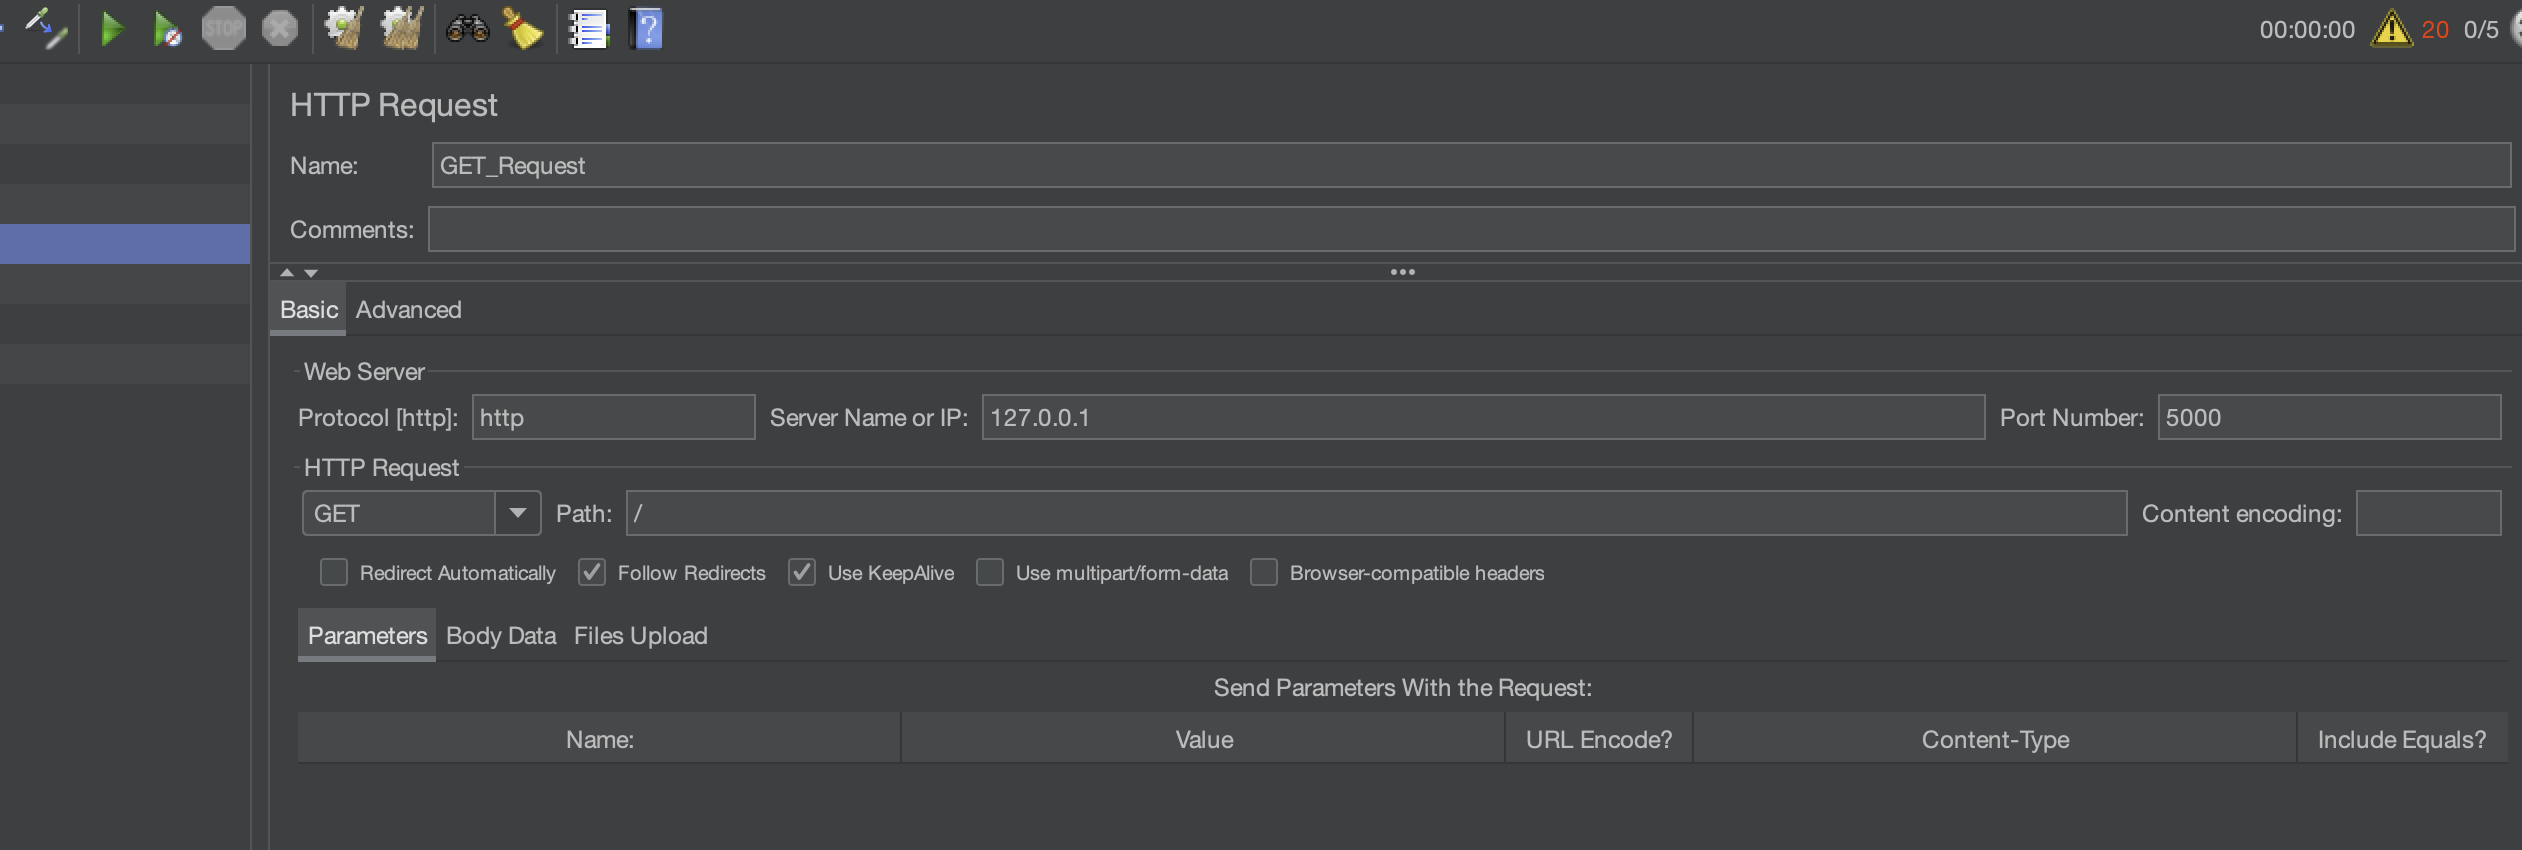 STOP
00:00:00 20 0/5
HTTP Request
Name: GET_Request
Comments:
Basic Advanced
Web Server
Protocol [http]: http Server Name or IP: 127.0.0.1 Port Number: 5000
HTTP Request
GET Path: / Content encoding:
Redirect Automatically Follow Redirects Use KeepAlive Use multipart/form-data Browser-compatible headers
Parameters Body Data Files Upload
Send Parameters With the Request:
Name: Value URL Encode? Content-Type Include Equals?